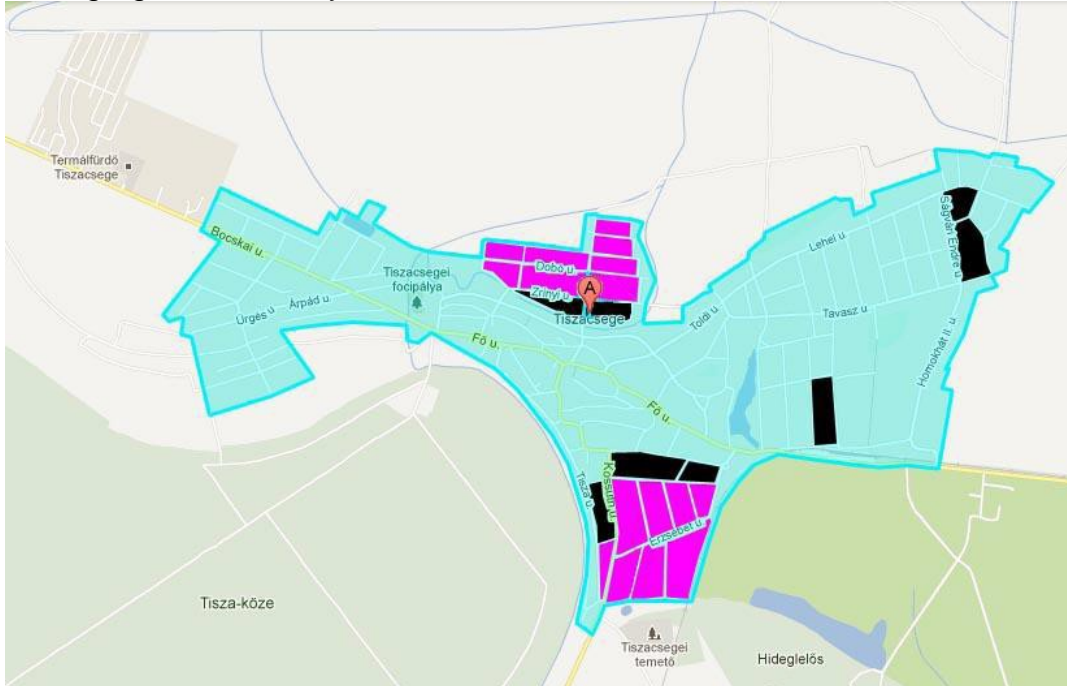 Termálfürdő
Tiszacsege
Bocskai u.
Lehel u.
Ságvári Endre u.
Tiszacsegei
focipálya
Dobó u.
Zrínyi u.
A
Tiszacsege
Árpád u.
Ürgés u.
Toldi u.
Tavasz u.
Homokhát II. u.
Fő u.
Fő u.
Kossuth u.
Tisza u.
Erzsébet u.
Tisza-köze
Tiszacsegei
temető
Hideglelős